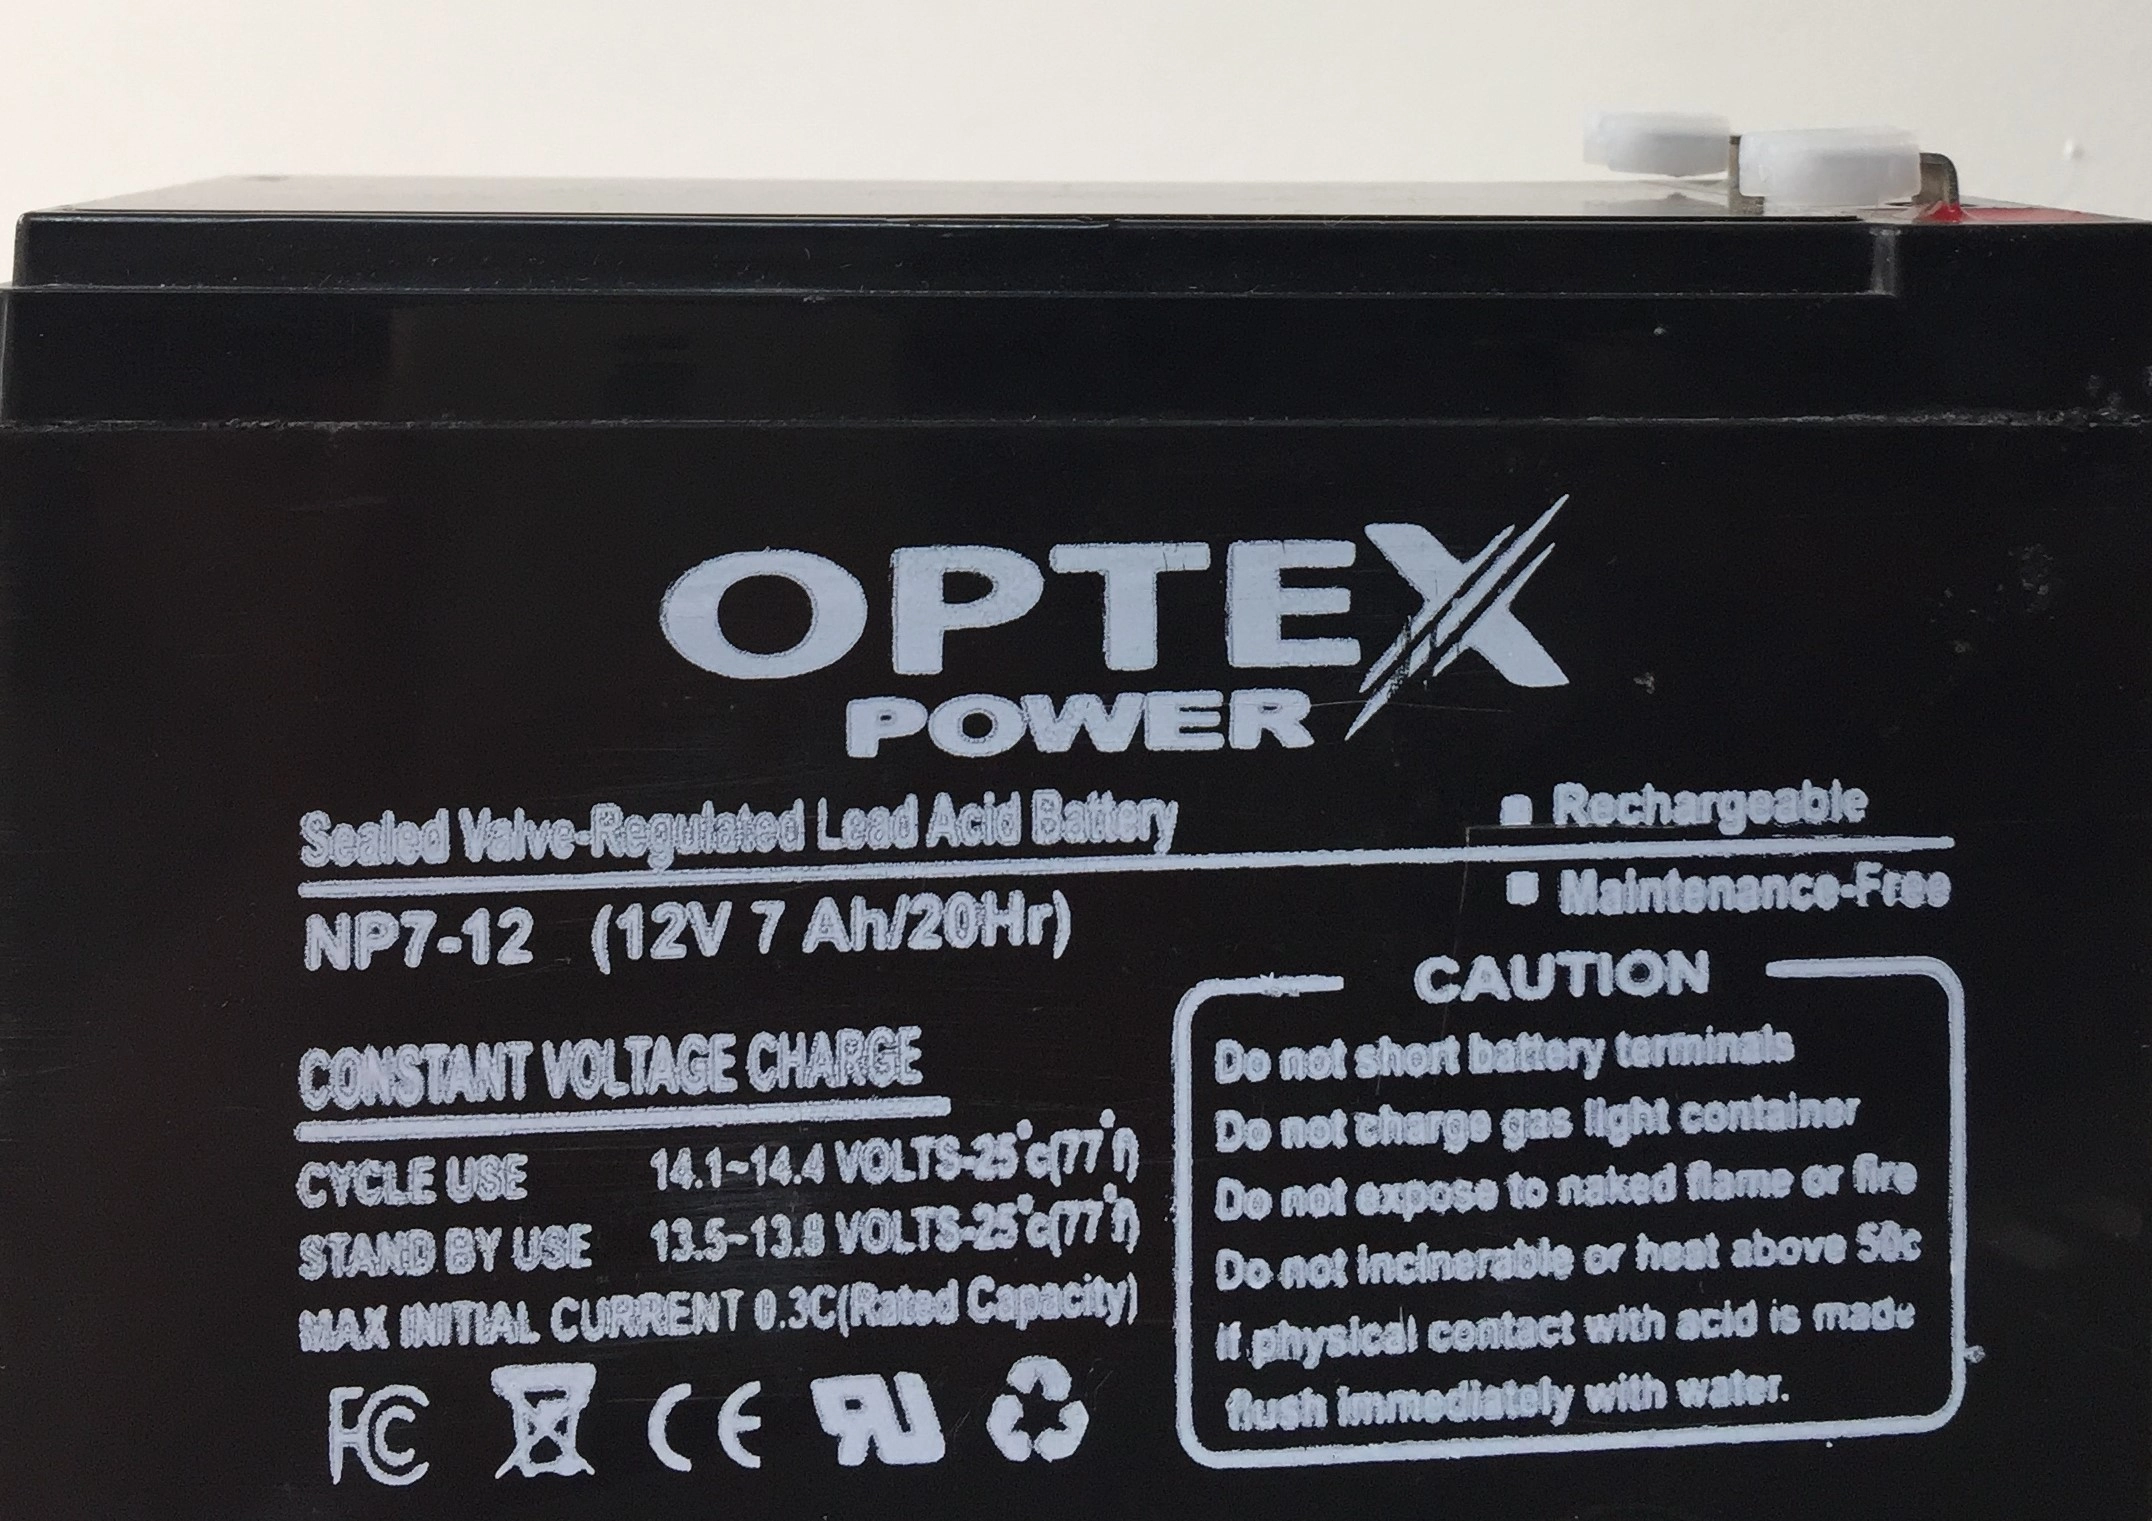 OPTEX
POWER
Sealed Valve-Regulated Lead Acid Battery
Rechargeable
Maintenance-Free
NP7-12 (12V 7 Ah/20Hr)
CONSTANT VOLTAGE CHARGE
CYCLE USE 14.1~14.4 VOLTS-25°c(77°f)
STAND BY USE 13.5~13.8 VOLTS-25°c(77°f)
MAX INITIAL CURRENT 0.3C(Rated Capacity)
FC CE
CAUTION
Do not short battery terminals
Do not charge gas light container
Do not expose to naked flame or fire
Do not incinerable or heat above 50c
if physical contact with acid is made
flush immediately with water.